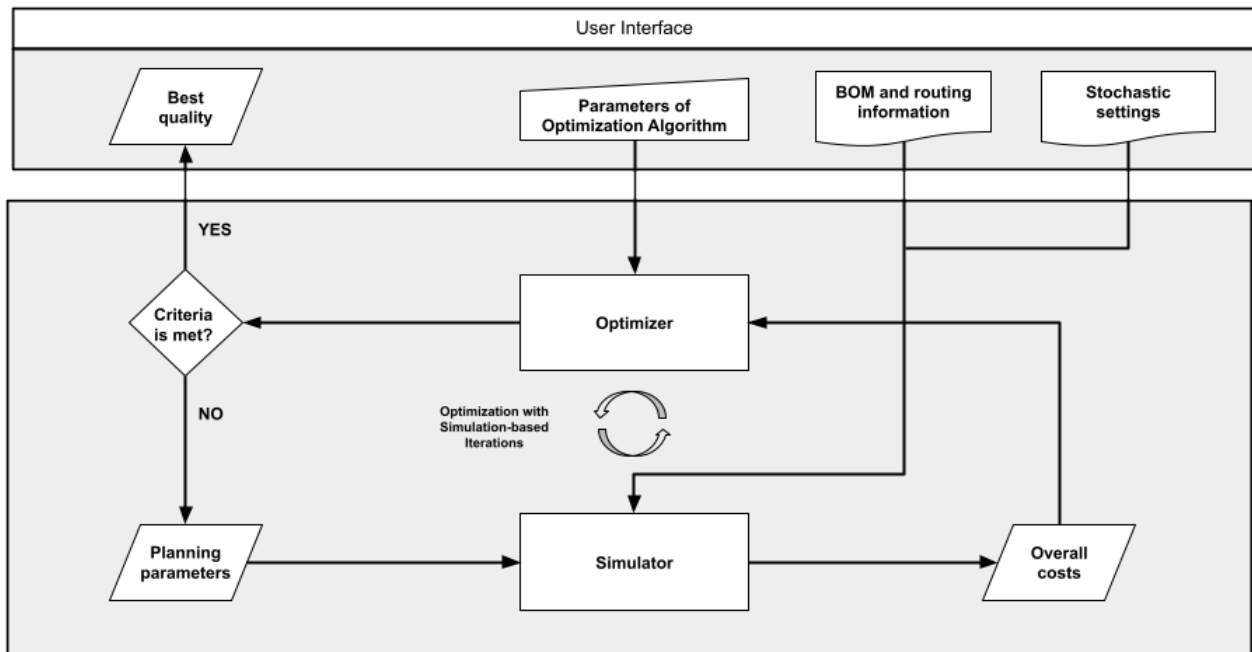 User Interface
Best
quality
Parameters of
Optimization Algorithm
BOM and routing
information
Stochastic
settings
YES
Criteria
is met?
Optimizer
NO
Optimization with
Simulation-based
Iterations
Planning
parameters
Simulator
Overall
costs